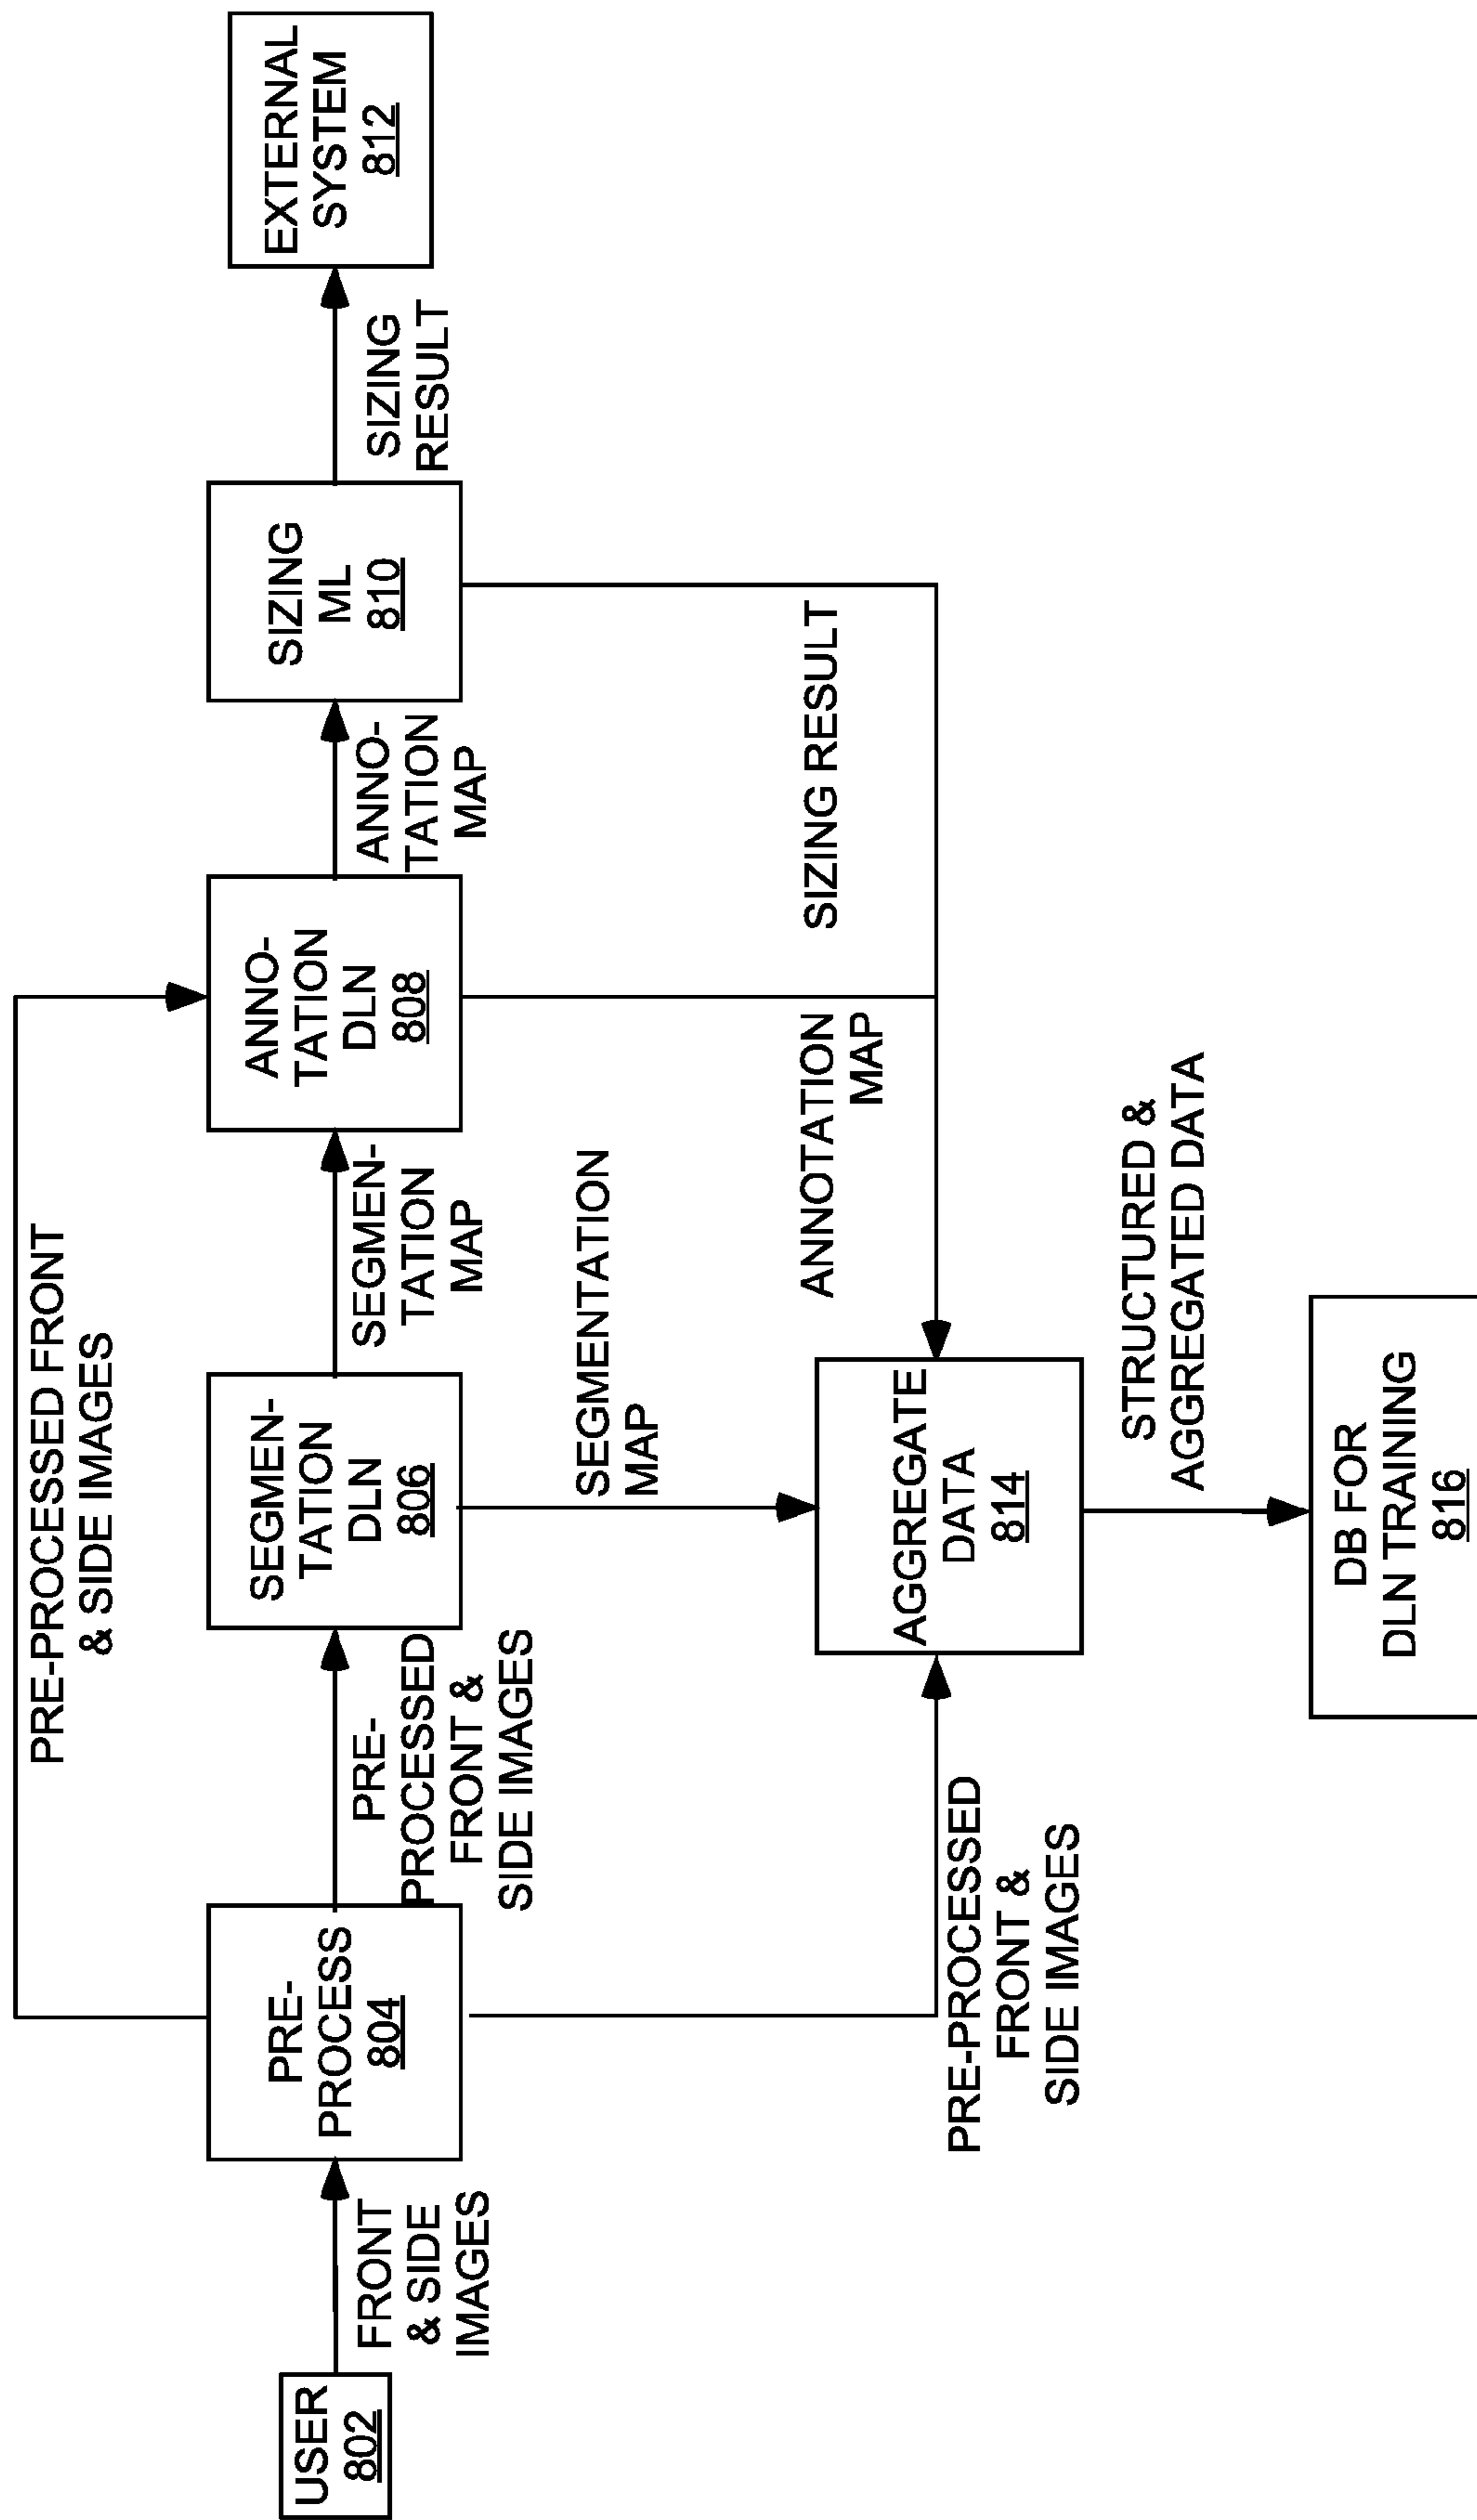 PRE-PROCESSED FRONT
& SIDE IMAGES
USER
802
FRONT
& SIDE
IMAGES
PRE-
PROCESS
804
PRE-
PROCESSED
FRONT &
SIDE IMAGES
SEGMEN-
TATION
DLN
806
SEGMEN-
TATION
MAP
ANNO-
TATION
DLN
808
ANNO-
TATION
MAP
SIZING
ML
810
SIZING
RESULT
EXTERNAL
SYSTEM
812
SEGMENTATION
MAP
ANNOTATION
MAP
SIZING RESULT
PRE-PROCESSED
FRONT &
SIDE IMAGES
AGGREGATE
DATA
814
STRUCTURED &
AGGREGATED DATA
DB FOR
DLN TRAINING
816